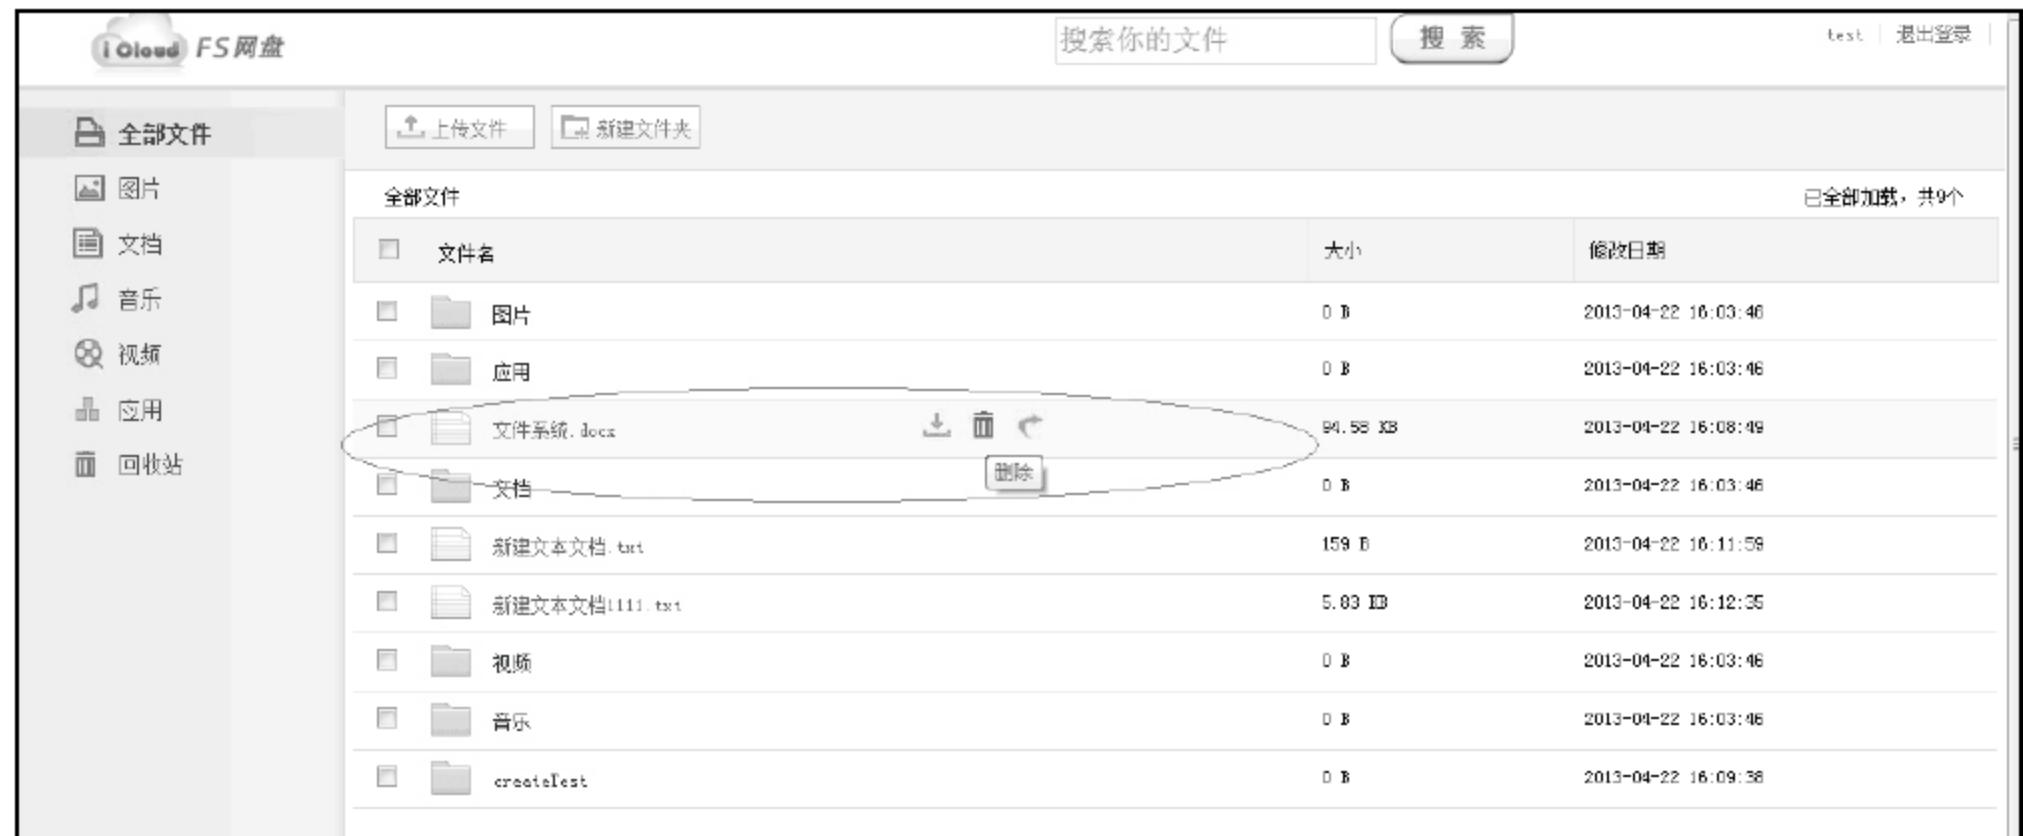 iCloud FS网盘
搜索你的文件
搜 索
test
退出登录
全部文件
图片
文档
音乐
视频
应用
回收站
上传文件
新建文件夹
全部文件
已全部加载，共9个
文件名 大小 修改日期
图片 0 B 2013-04-22 16:03:46
应用 0 B 2013-04-22 16:03:46
文件系统.docx 94.58 KB 2013-04-22 16:08:49
删除
文档 0 B 2013-04-22 16:03:46
新建文本文档.txt 159 B 2013-04-22 16:11:59
新建文本文档1111.txt 5.83 KB 2013-04-22 16:12:35
视频 0 B 2013-04-22 16:03:46
音乐 0 B 2013-04-22 16:03:46
createTest 0 B 2013-04-22 16:09:38